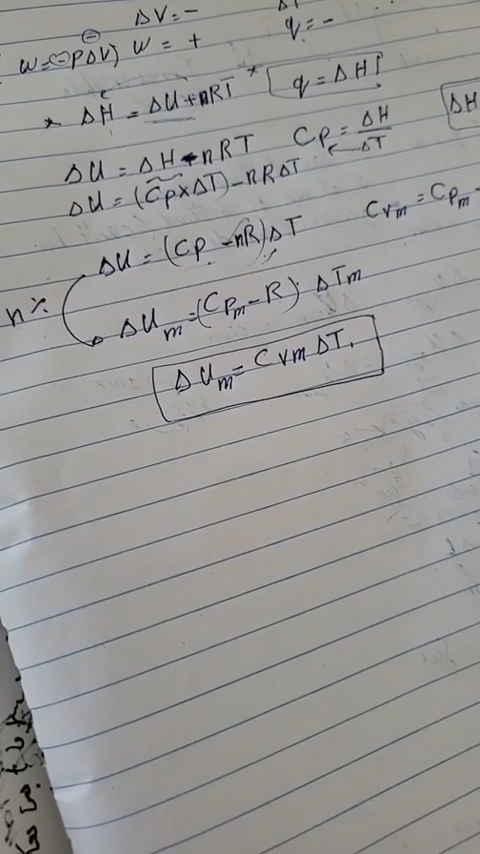 ΔV = -
W = ⊖PΔV) W = +
q = -
* ΔH = ΔU + nRT * q = ΔH
ΔU = ΔH - nRT Cp = ΔH/ΔT ΔH
ΔU = (Cp x ΔT) - nRΔT
ΔU = (Cp - nR)ΔT Cvm = Cpm -
n%
ΔUm = (Cpm - R) ΔTm
ΔUm = Cvm ΔT.